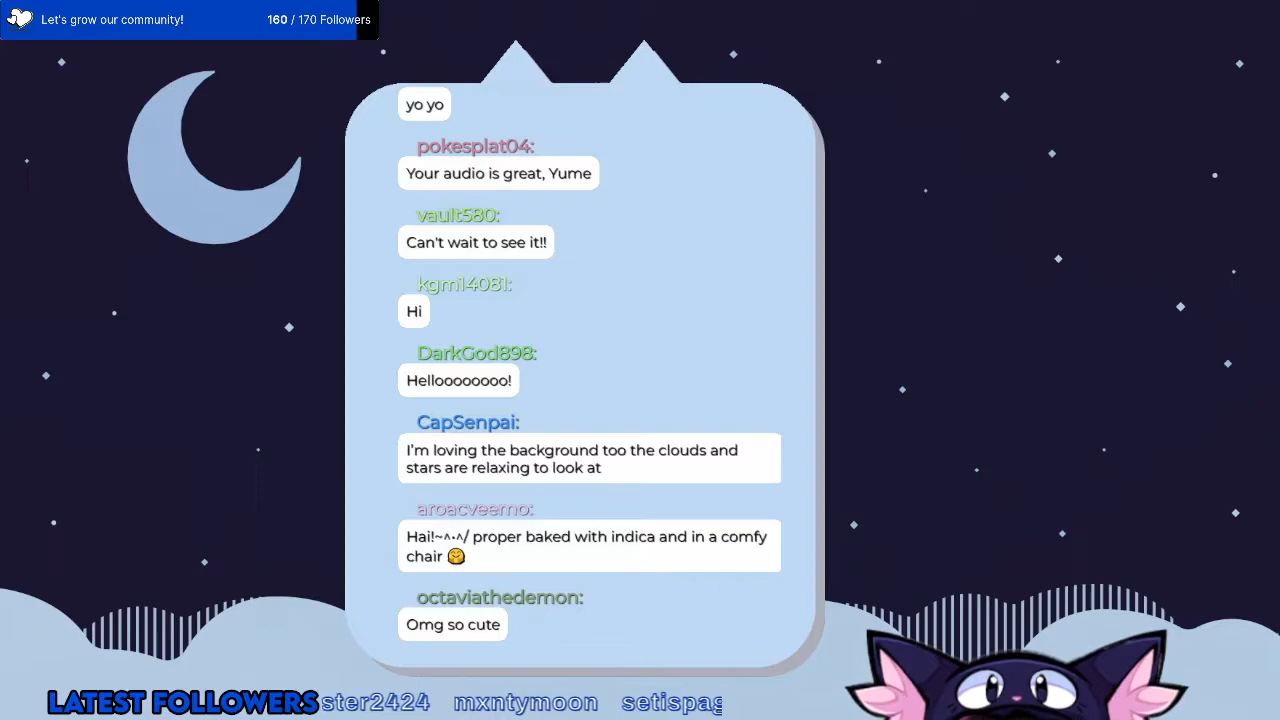 Let's grow our community! 160 / 170 Followers
yo yo
pokesplat04:
Your audio is great, Yume
vault580:
Can't wait to see it!!
kgm14081:
Hi
DarkGod898:
Helloooooooo!
CapSenpai:
I'm loving the background too the clouds and
stars are relaxing to look at
aroacveemo:
Hai!~^•^/ proper baked with indica and in a comfy
chair 🤗
octaviathedemon:
Omg so cute
LATEST FOLLOWERS ster2424 mxntymoon setispag